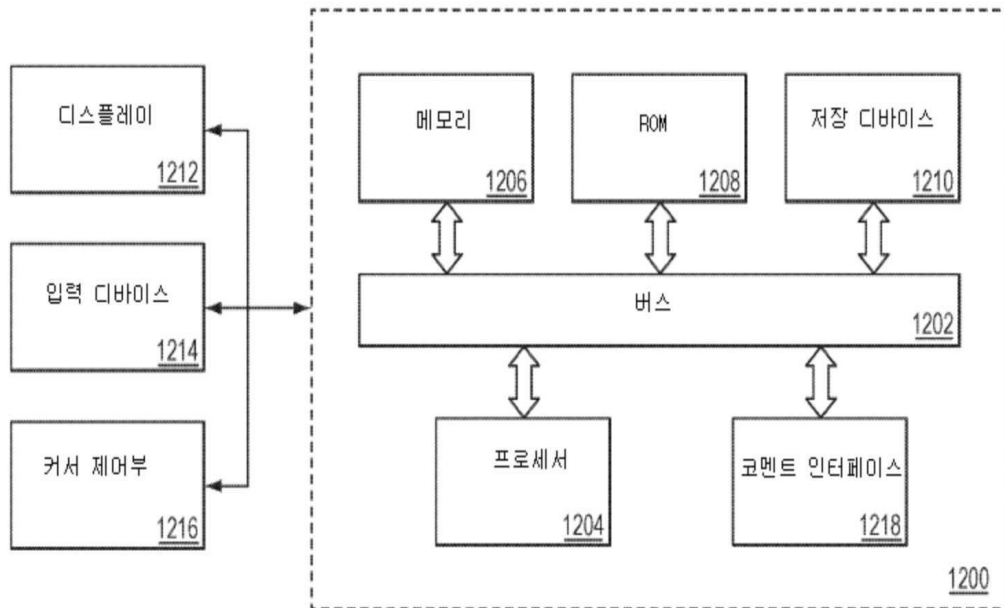 디스플레이
1212
입력 디바이스
1214
커서 제어부
1216
메모리
1206
ROM
1208
저장 디바이스
1210
버스
1202
프로세서
1204
코멘트 인터페이스
1218
1200